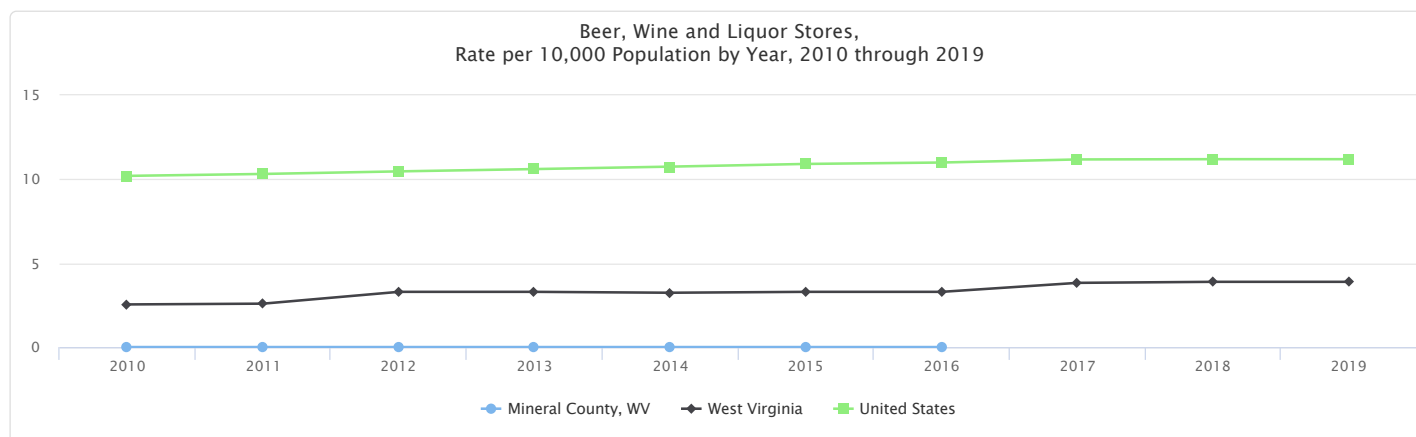 Beer, Wine and Liquor Stores,
Rate per 10,000 Population by Year, 2010 through 2019
15
10
5
0
2010 2011 2012 2013 2014 2015 2016 2017 2018 2019
Mineral County, WV West Virginia United States